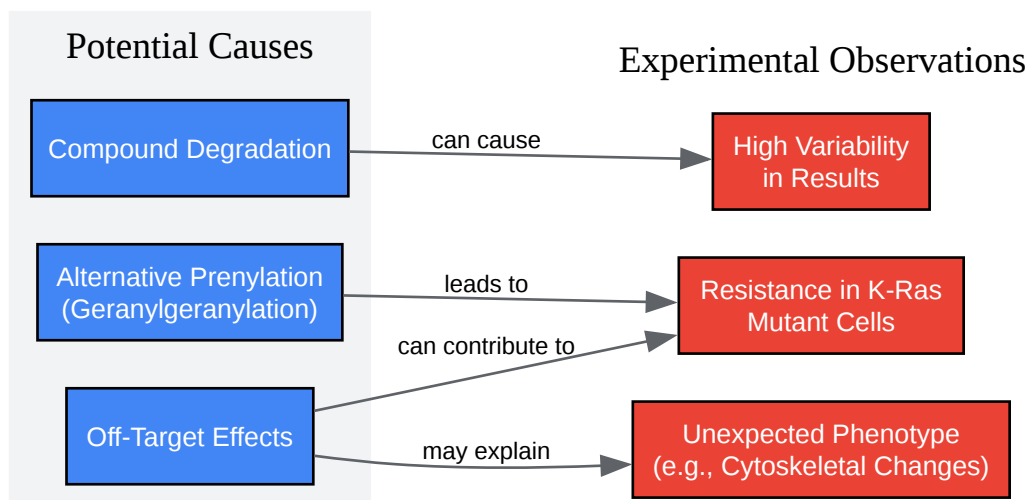 Potential Causes
Experimental Observations
Compound Degradation
can cause
High Variability
in Results
Alternative Prenylation
(Geranylgeranylation)
leads to
Resistance in K-Ras
Mutant Cells
can contribute to
Off-Target Effects
may explain
Unexpected Phenotype
(e.g., Cytoskeletal Changes)